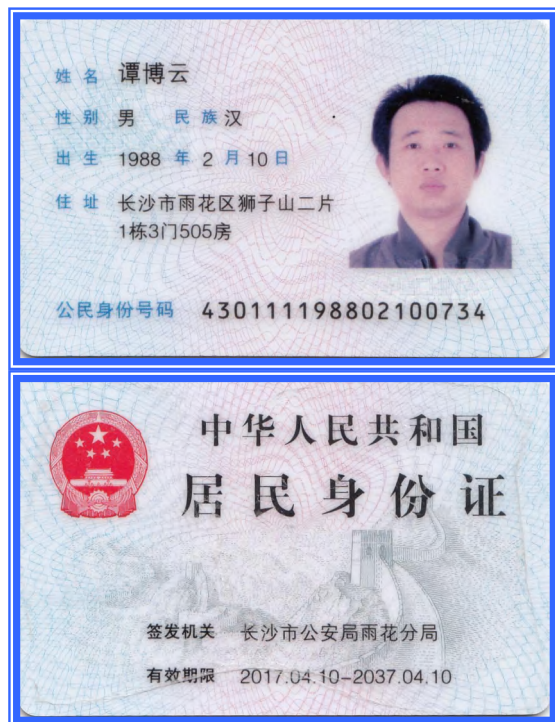 姓名 谭博云
性别 男 民族 汉
出生 1988 年 2 月 10 日
住址 长沙市雨花区狮子山二片
1栋3门505房
公民身份号码 430111198802100734
中华人民共和国
居民身份证
签发机关 长沙市公安局雨花分局
有效期限 2017.04.10-2037.04.10